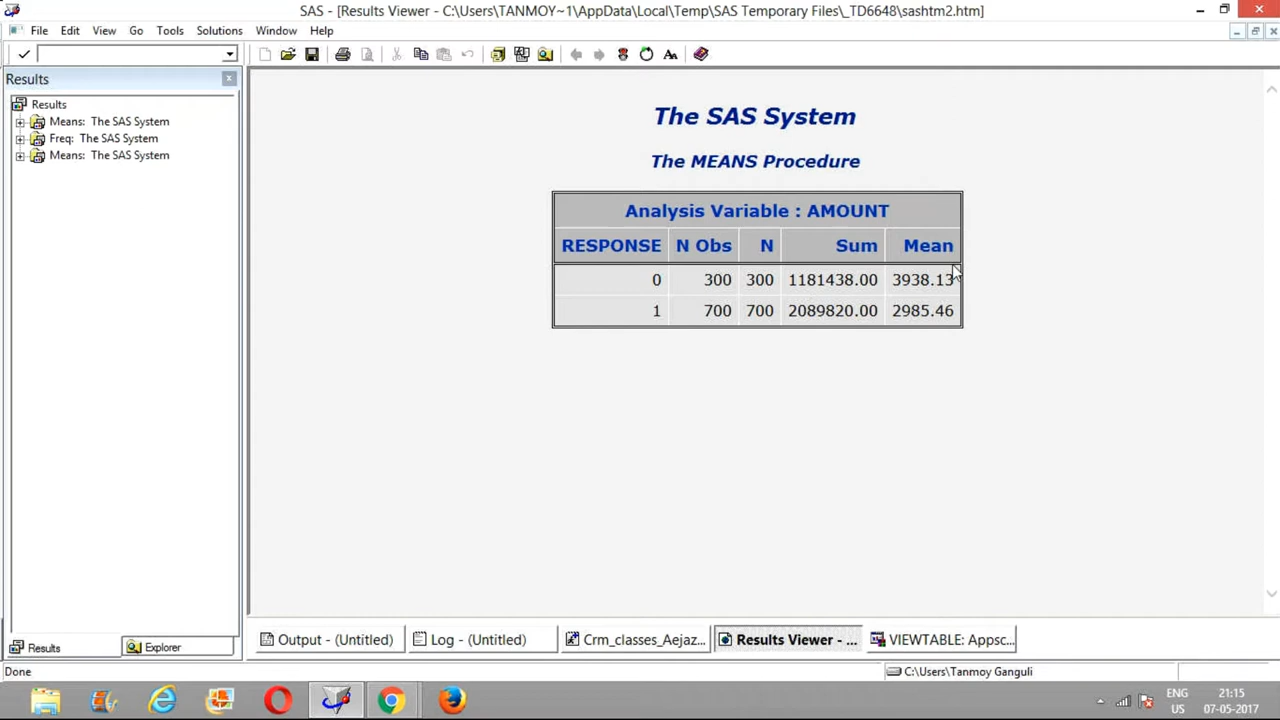 SAS - [Results Viewer - C:\Users\TANMOY~1\AppData\Local\Temp\SAS Temporary Files\_TD6648\sashtm2.htm]
File Edit View Go Tools Solutions Window Help
Results
Results
Means: The SAS System
Freq: The SAS System
Means: The SAS System
The SAS System
The MEANS Procedure
Analysis Variable : AMOUNT
RESPONSE N Obs N Sum Mean
0 300 300 1181438.00 3938.13
1 700 700 2089820.00 2985.46
Results Explorer
Output - (Untitled) Log - (Untitled) Crm_classes_Aejaz... Results Viewer - ... VIEWTABLE: Appsc...
Done C:\Users\Tanmoy Ganguli
ENG 21:15
US 07-05-2017